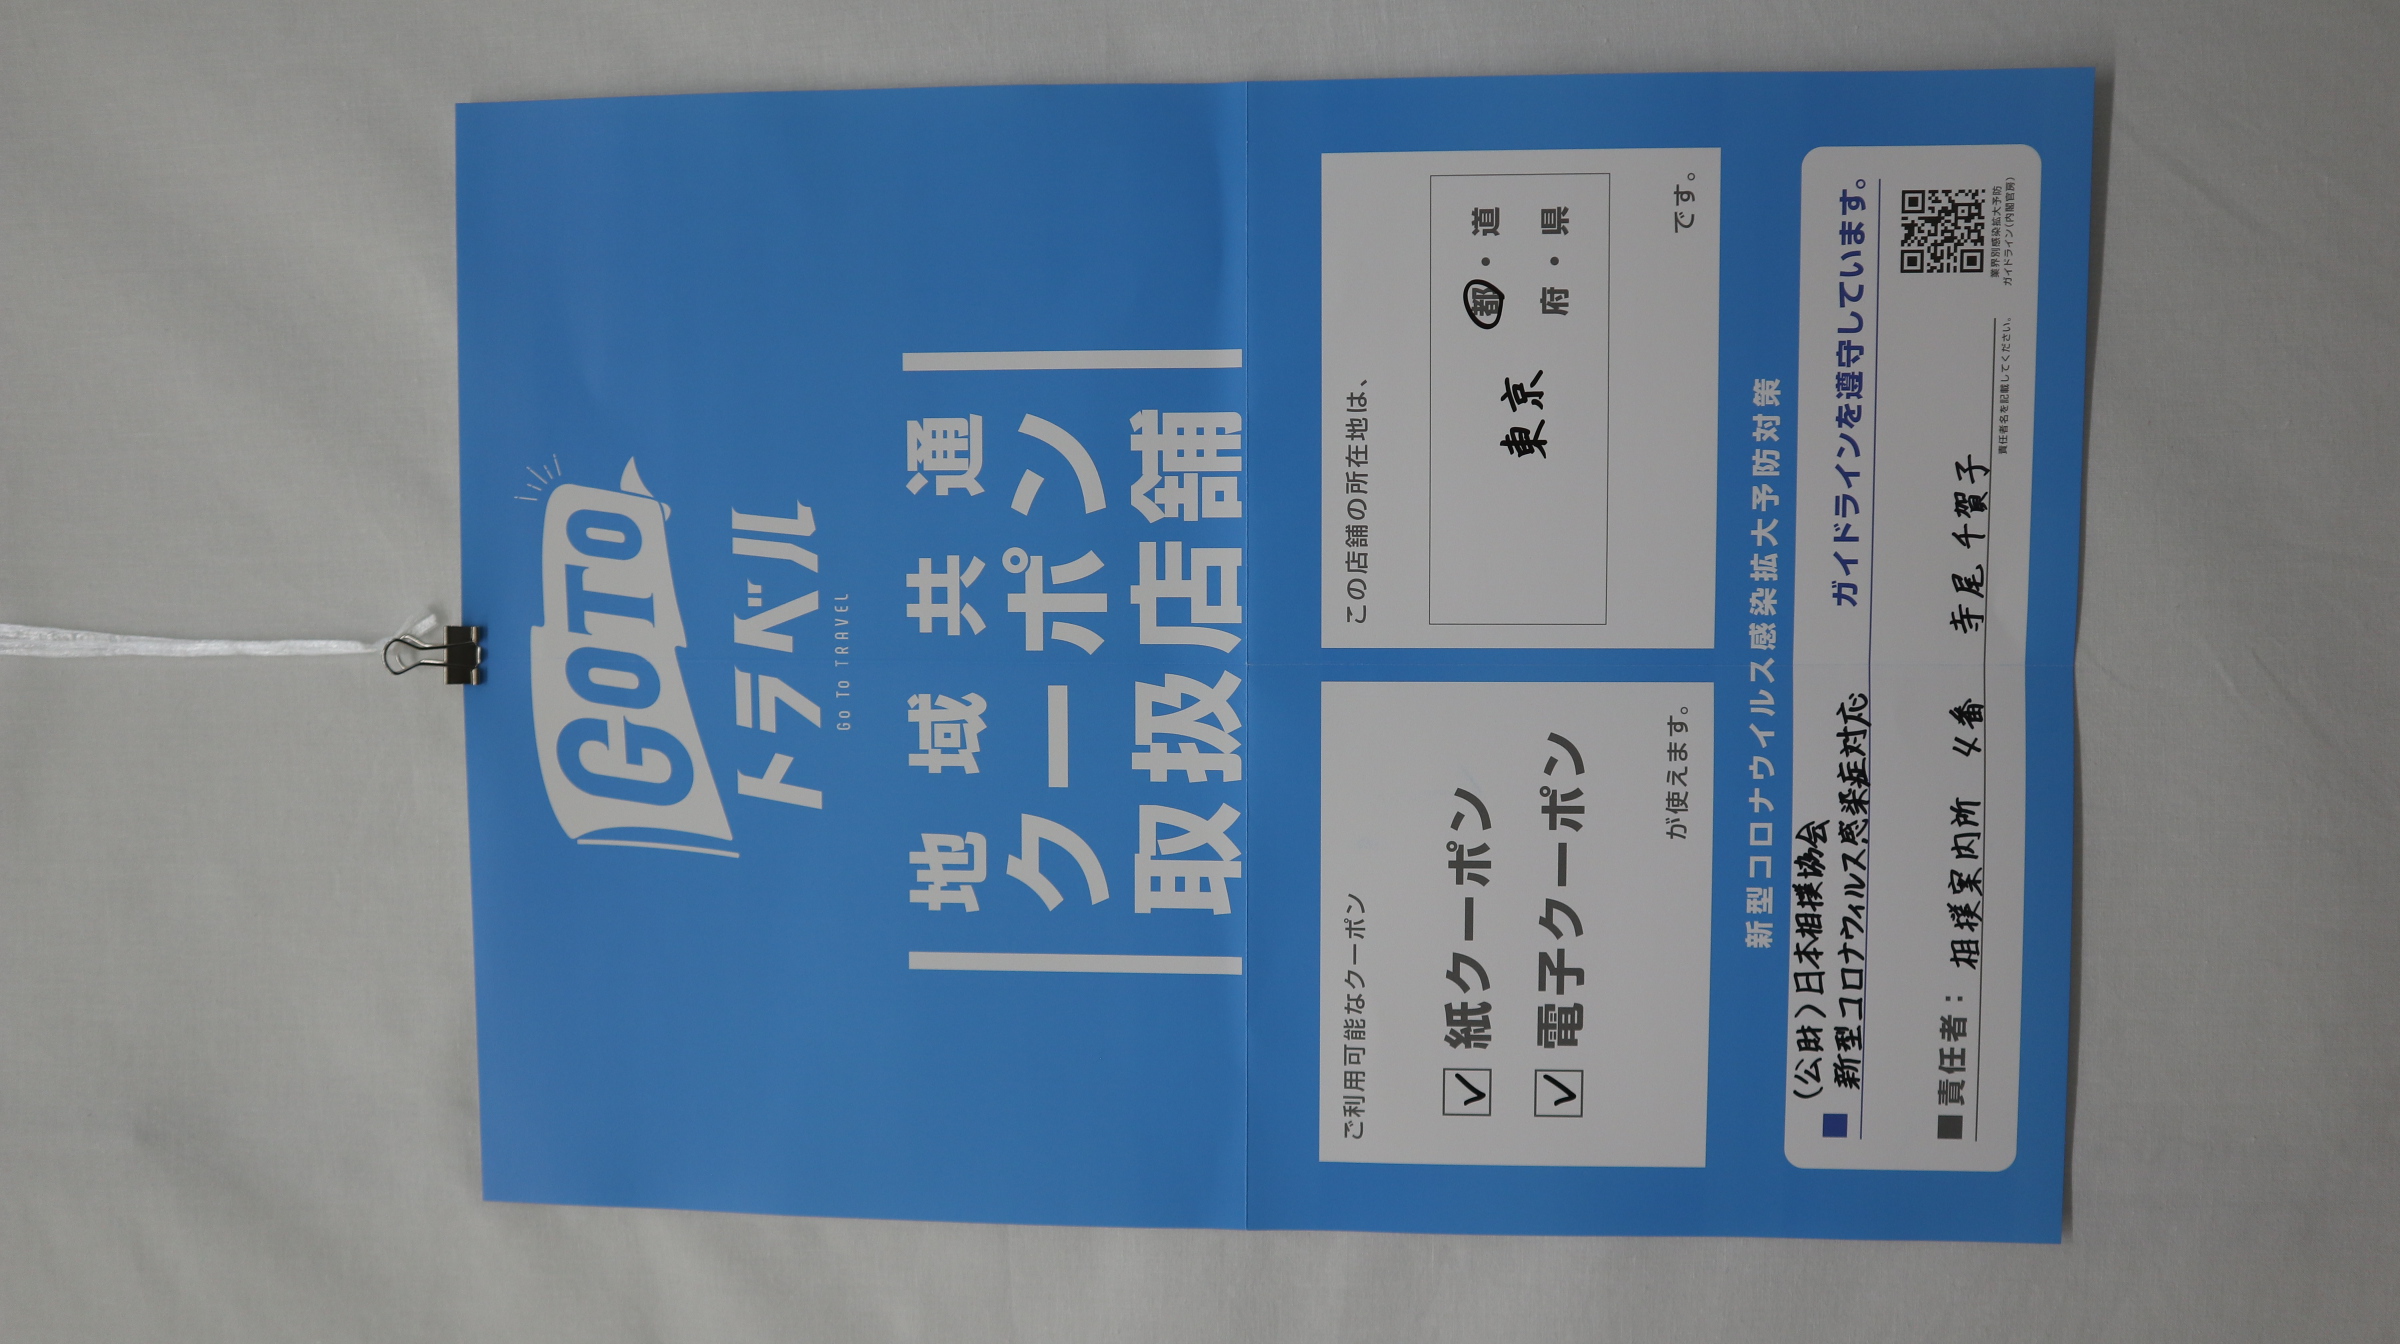 GOTO
トラベル
GO TO TRAVEL
地域共通
クーポン
取扱店舗
ご利用可能なクーポン
☑ 紙クーポン
☑ 電子クーポン
が使えます。
この店舗の所在地は、
東京 都・道
府・県
です。
新型コロナウイルス感染拡大予防対策
■ (公財)日本相撲協会
新型コロナウィルス感染症対応 ガイドラインを遵守しています。
■責任者: 相撲案内所 4番 寺尾千賀子
責任者名を記載してください。
業界別感染拡大予防
ガイドライン(内閣官房)